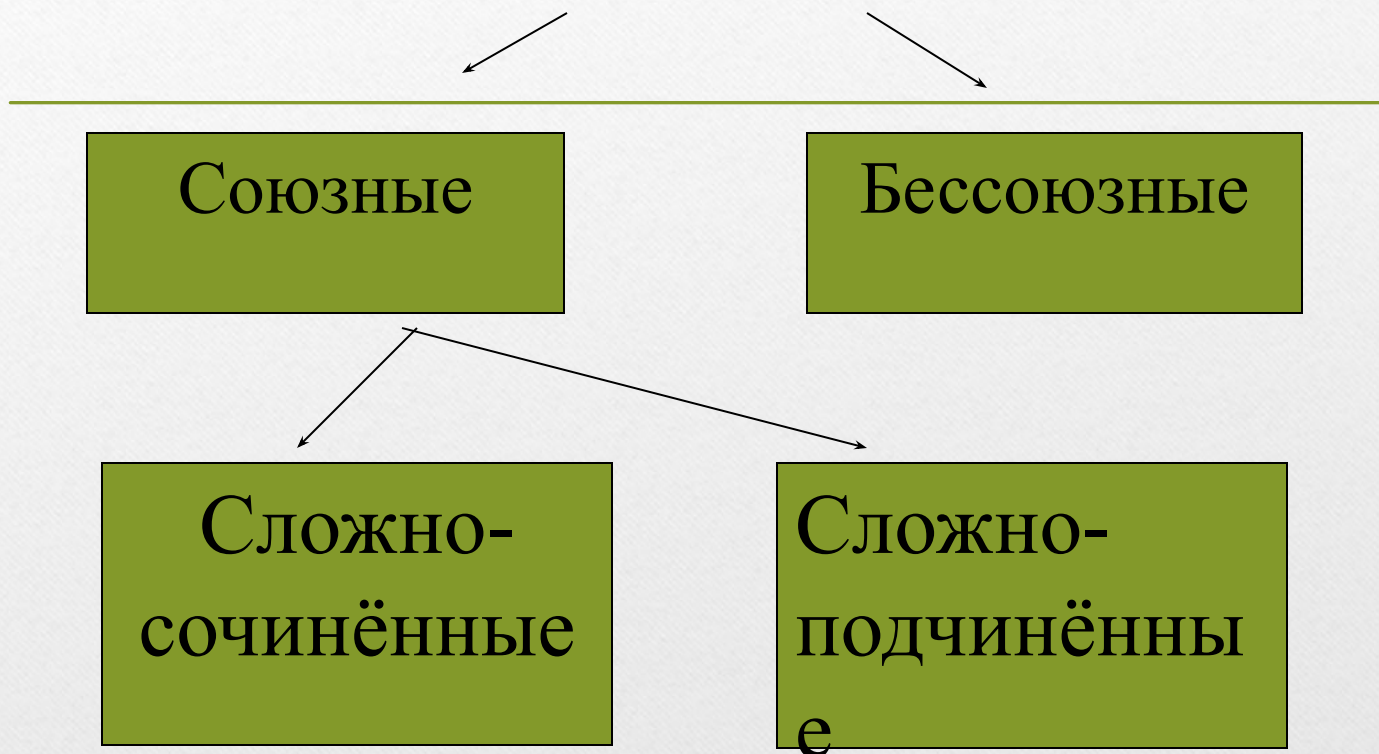 Союзные
Бессоюзные
Сложно-
сочинённые
Сложно-
подчинённы
е